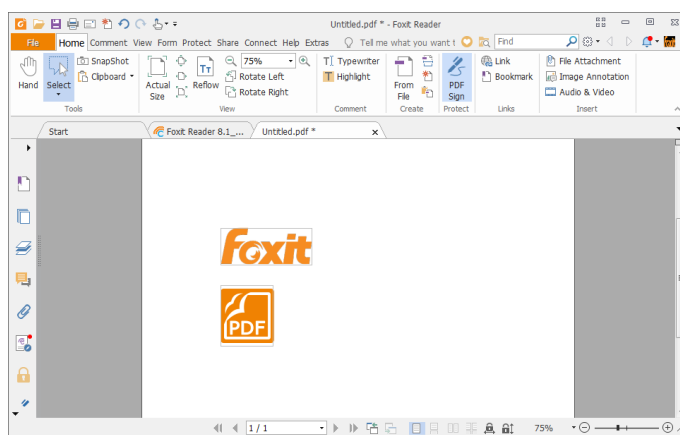 Untitled.pdf * - Foxit Reader
File Home Comment View Form Protect Share Connect Help Extras Tell me what you want t Find
Hand
Select
SnapShot
Clipboard
Tools
Actual Size
Reflow
75%
Rotate Left
Rotate Right
View
Typewriter
Highlight
Comment
From File
Create
PDF Sign
Protect
Link
Bookmark
Links
File Attachment
Image Annotation
Audio & Video
Insert
Start
Foxit Reader 8.1_...
Untitled.pdf *
foxit
PDF
1 / 1
75%